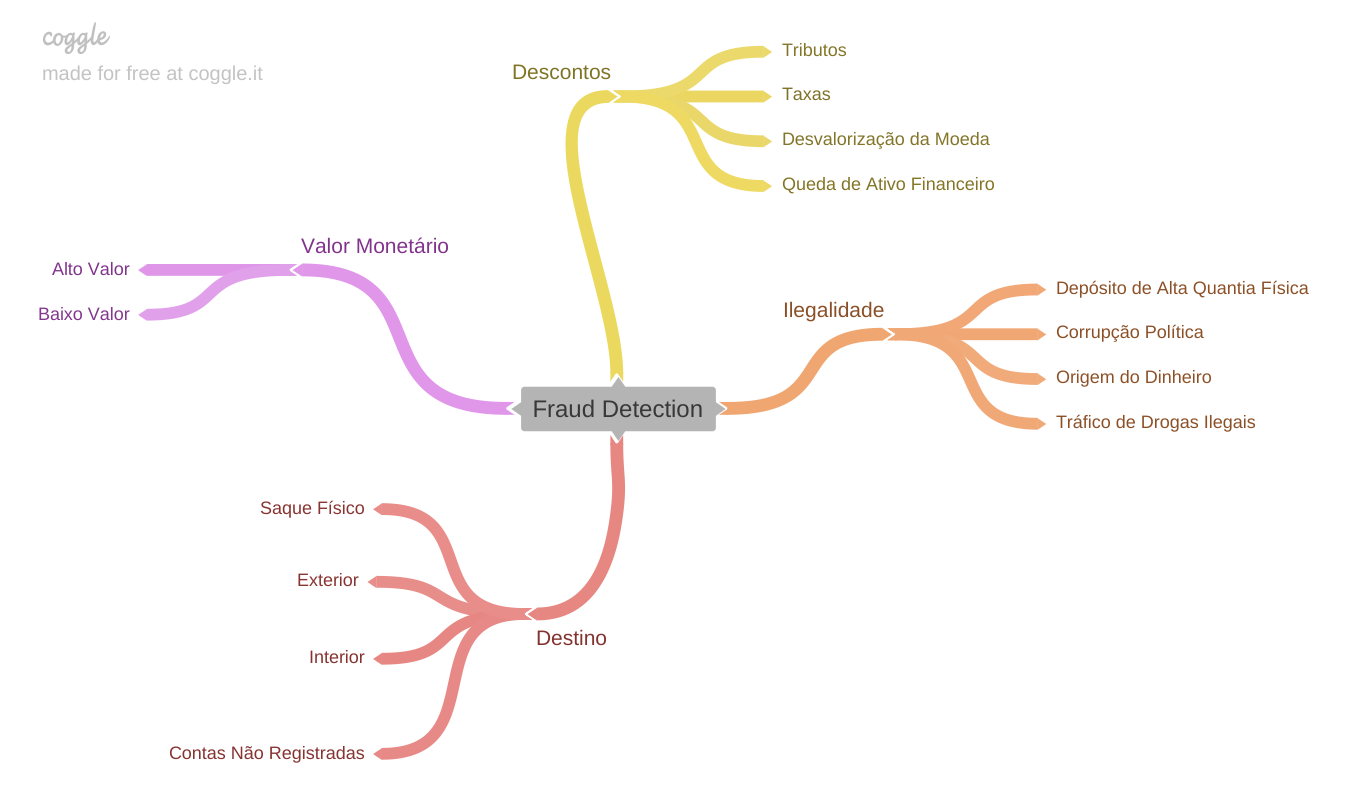 coggle
made for free at coggle.it
Descontos
Tributos
Taxas
Desvalorização da Moeda
Queda de Ativo Financeiro
Valor Monetário
Alto Valor
Baixo Valor
Ilegalidade
Depósito de Alta Quantia Física
Corrupção Política
Origem do Dinheiro
Tráfico de Drogas Ilegais
Fraud Detection
Saque Físico
Exterior
Interior
Contas Não Registradas
Destino